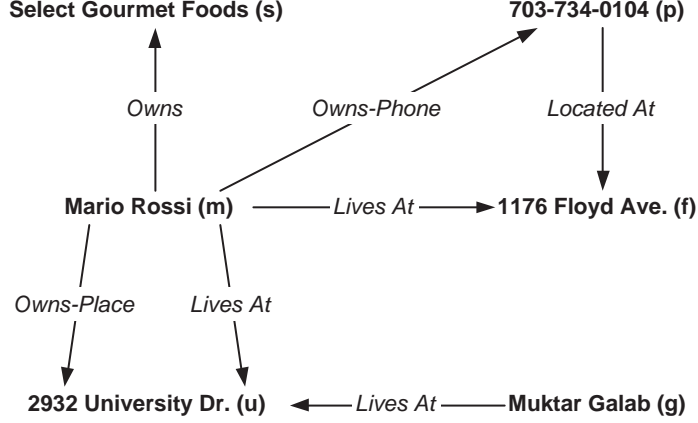 Select Gourmet Foods (s)
703-734-0104 (p)
Owns
Owns-Phone
Located At
Mario Rossi (m)
Lives At
1176 Floyd Ave. (f)
Owns-Place
Lives At
2932 University Dr. (u)
Lives At
Muktar Galab (g)